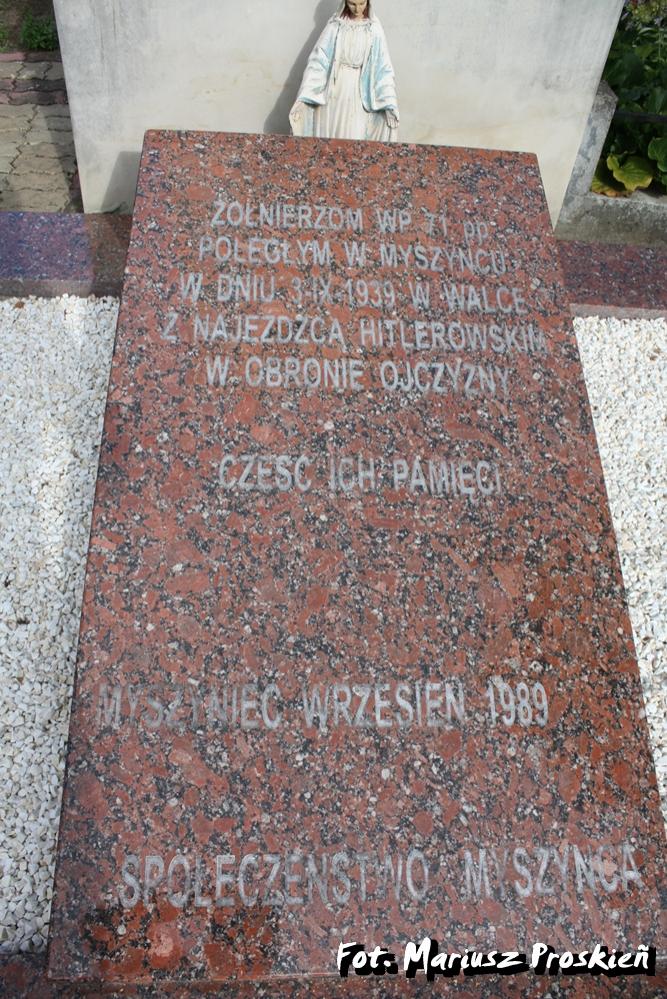 ŻOŁNIERZOM WP 71 pp.
POLEGŁYM W MYSZYŃCU
W DNIU 3-IX-1939 W WALCE
Z NAJEŹDŹCĄ HITLEROWSKIM
W OBRONIE OJCZYZNY
CZEŚĆ ICH PAMIĘCI
MYSZYNIEC WRZESIEŃ 1989
SPOŁECZEŃSTWO MYSZYŃCA
Fot. Mariusz Proskień